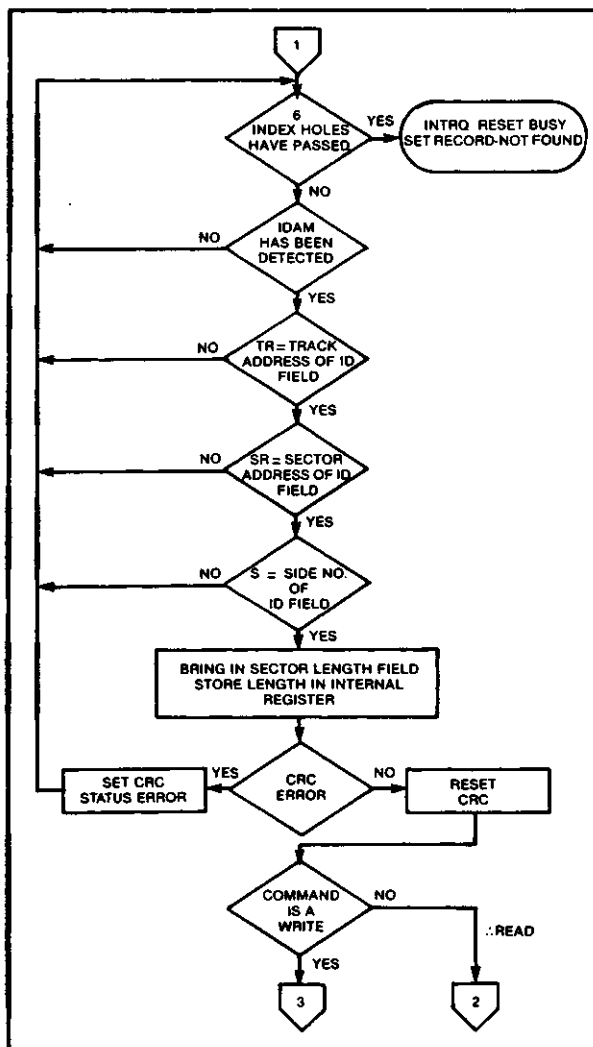 1
6
INDEX HOLES
HAVE PASSED
YES
INTRQ RESET BUSY
SET RECORD-NOT FOUND
NO
IDAM
HAS BEEN
DETECTED
NO
YES
TR = TRACK
ADDRESS OF ID
FIELD
NO
YES
SR = SECTOR
ADDRESS OF ID
FIELD
NO
YES
S = SIDE NO.
OF
ID FIELD
NO
YES
BRING IN SECTOR LENGTH FIELD
STORE LENGTH IN INTERNAL
REGISTER
SET CRC
STATUS ERROR
YES
CRC
ERROR
NO
RESET
CRC
COMMAND
IS A
WRITE
NO
∴READ
YES
3
2